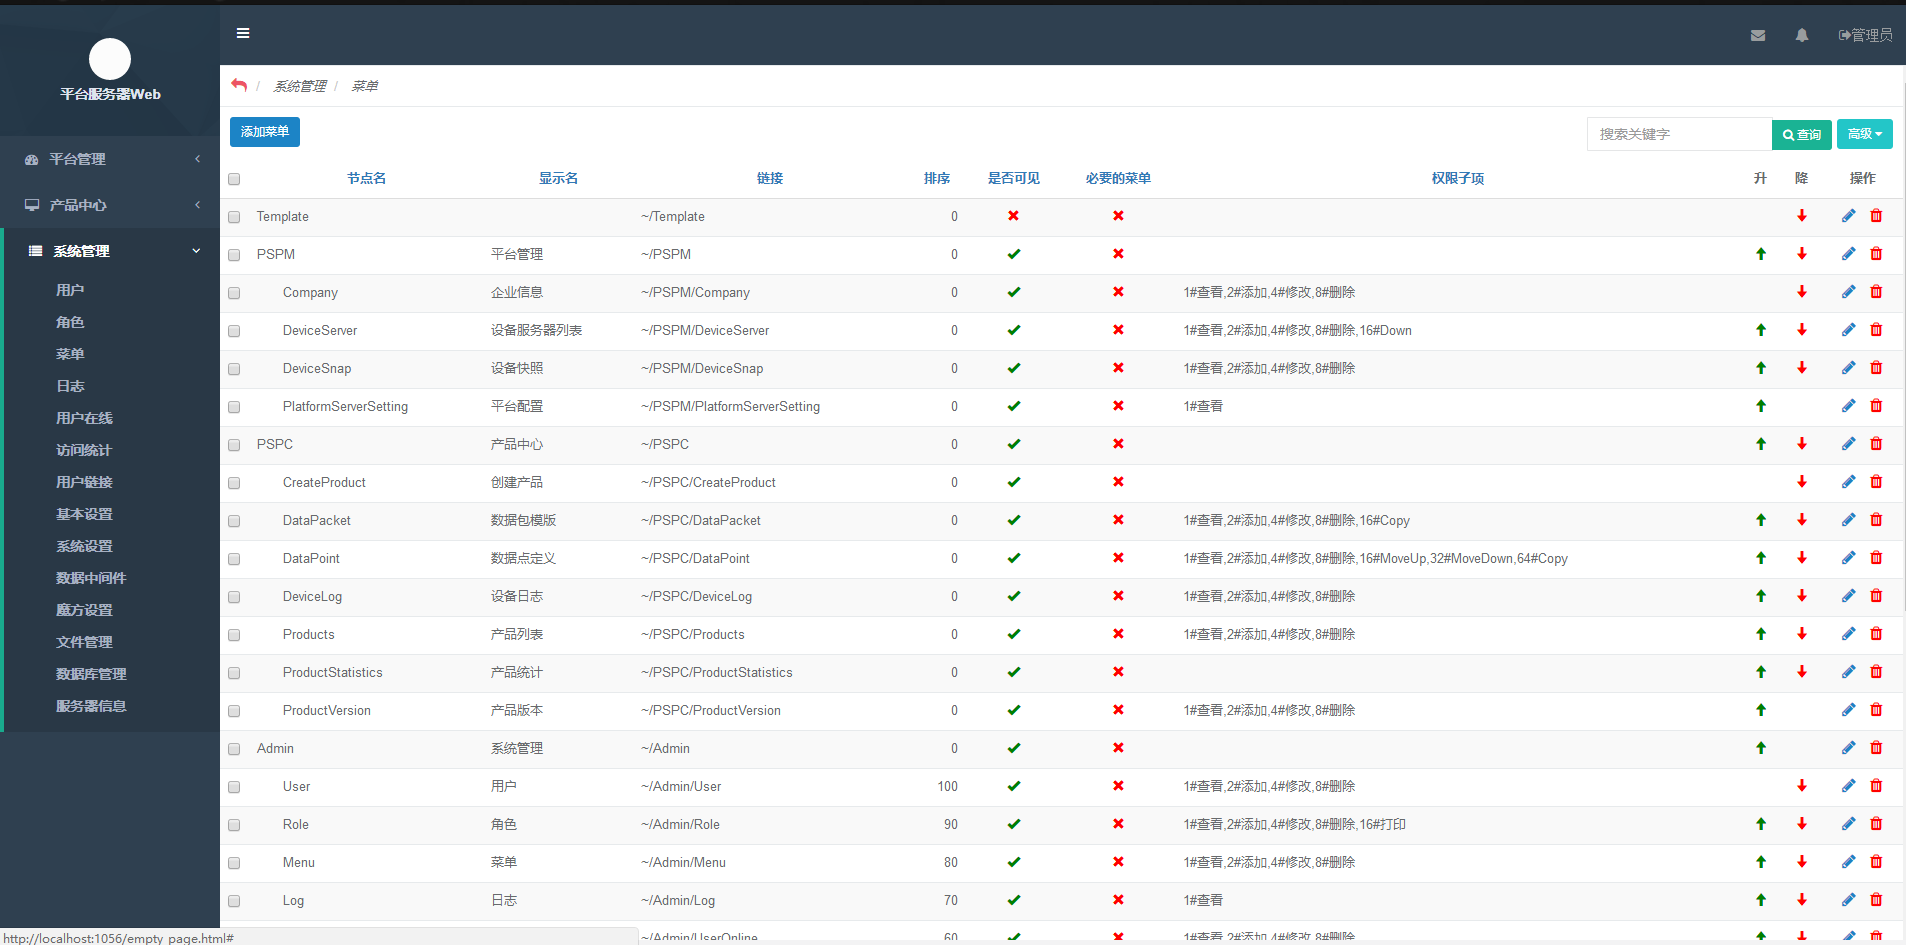 平台服务器Web
管理员
系统管理 / 菜单
添加菜单
搜索关键字 查询 高级
平台管理
产品中心
系统管理
用户
角色
菜单
日志
用户在线
访问统计
用户链接
基本设置
系统设置
数据中间件
魔方设置
文件管理
数据库管理
服务器信息
节点名 显示名 链接 排序 是否可见 必要的菜单 权限子项 升 降 操作
Template ~/Template 0
PSPM 平台管理 ~/PSPM 0
Company 企业信息 ~/PSPM/Company 0 1#查看,2#添加,4#修改,8#删除
DeviceServer 设备服务器列表 ~/PSPM/DeviceServer 0 1#查看,2#添加,4#修改,8#删除,16#Down
DeviceSnap 设备快照 ~/PSPM/DeviceSnap 0 1#查看,2#添加,4#修改,8#删除
PlatformServerSetting 平台配置 ~/PSPM/PlatformServerSetting 0 1#查看
PSPC 产品中心 ~/PSPC 0
CreateProduct 创建产品 ~/PSPC/CreateProduct 0
DataPacket 数据包模版 ~/PSPC/DataPacket 0 1#查看,2#添加,4#修改,8#删除,16#Copy
DataPoint 数据点定义 ~/PSPC/DataPoint 0 1#查看,2#添加,4#修改,8#删除,16#MoveUp,32#MoveDown,64#Copy
DeviceLog 设备日志 ~/PSPC/DeviceLog 0 1#查看,2#添加,4#修改,8#删除
Products 产品列表 ~/PSPC/Products 0 1#查看,2#添加,4#修改,8#删除
ProductStatistics 产品统计 ~/PSPC/ProductStatistics 0
ProductVersion 产品版本 ~/PSPC/ProductVersion 0 1#查看,2#添加,4#修改,8#删除
Admin 系统管理 ~/Admin 0
User 用户 ~/Admin/User 100 1#查看,2#添加,4#修改,8#删除
Role 角色 ~/Admin/Role 90 1#查看,2#添加,4#修改,8#删除,16#打印
Menu 菜单 ~/Admin/Menu 80 1#查看,2#添加,4#修改,8#删除
Log 日志 ~/Admin/Log 70 1#查看
~/Admin/UserOnline 60 1#查看,2#添加,4#修改,8#删除
http://localhost:1056/empty_page.html#